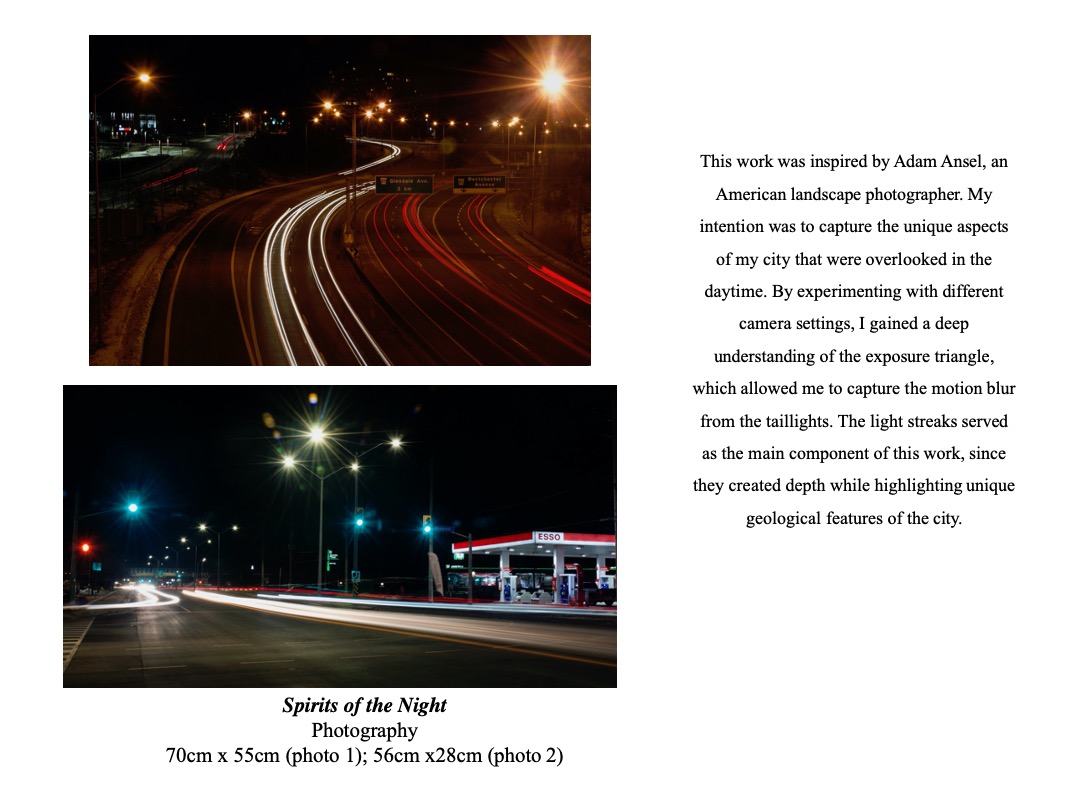 Glendale Ave.
2 km
Westchester
Avenue
This work was inspired by Adam Ansel, an
American landscape photographer. My
intention was to capture the unique aspects
of my city that were overlooked in the
daytime. By experimenting with different
camera settings, I gained a deep
understanding of the exposure triangle,
which allowed me to capture the motion blur
from the taillights. The light streaks served
as the main component of this work, since
they created depth while highlighting unique
geological features of the city.
ESSO
Spirits of the Night
Photography
70cm x 55cm (photo 1); 56cm x28cm (photo 2)